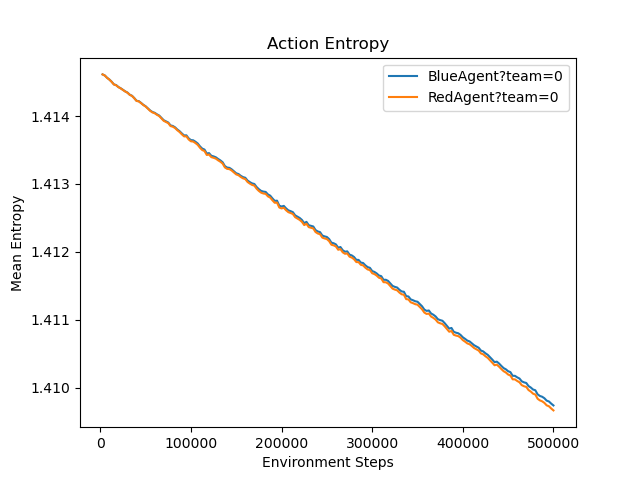 Action Entropy
BlueAgent?team=0
RedAgent?team=0
1.414
1.413
1.412
1.411
1.410
Mean Entropy
0
100000
200000
300000
400000
500000
Environment Steps